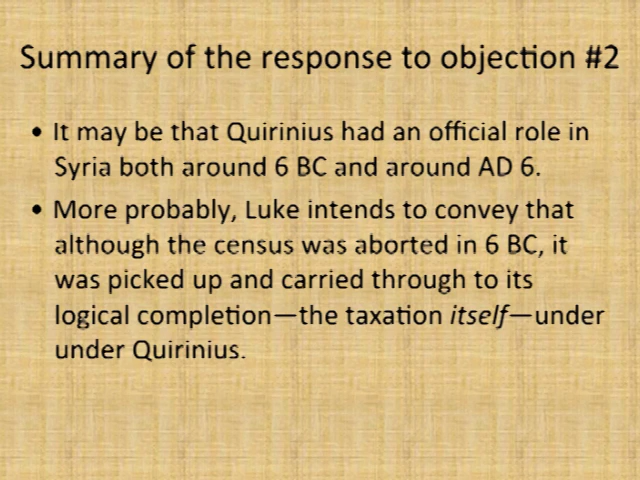 Summary of the response to objection #2
• It may be that Quirinius had an official role in
Syria both around 6 BC and around AD 6.
• More probably, Luke intends to convey that
although the census was aborted in 6 BC, it
was picked up and carried through to its
logical completion—the taxation itself—under
under Quirinius.